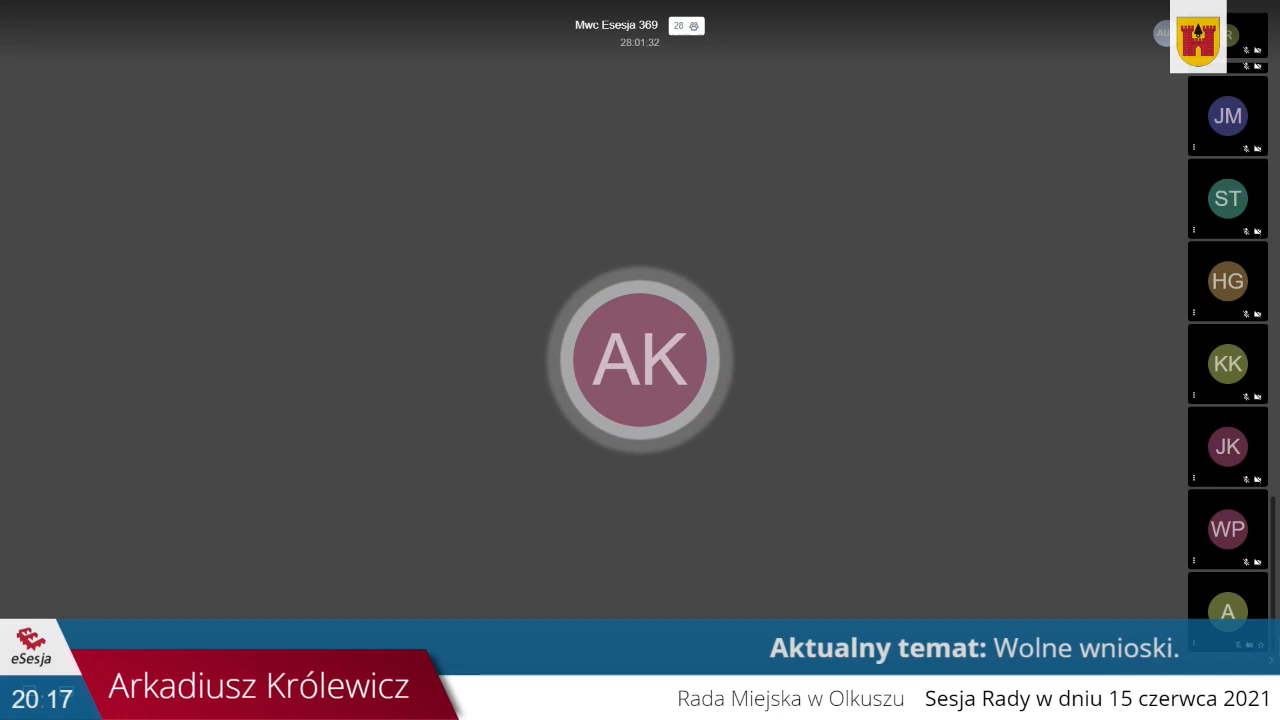 Mwc Esesja 369 28
28:01:32
AU R
JM
ST
HG
KK
AK
JK
WP
A
Aktualny temat: Wolne wnioski.
eSesja
Arkadiusz Królewicz
20:17
Rada Miejska w Olkuszu Sesja Rady w dniu 15 czerwca 2021